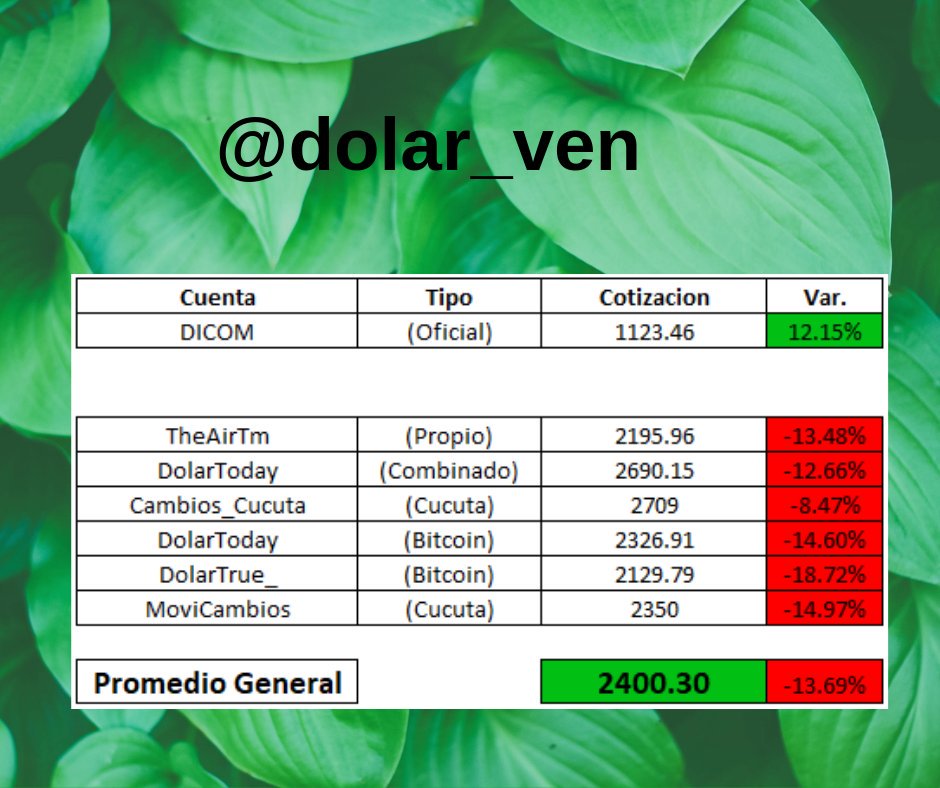 @dolar_ven
Cuenta Tipo Cotizacion Var.
DICOM (Oficial) 1123.46 12.15%
TheAirTm (Propio) 2195.96 -13.48%
DolarToday (Combinado) 2690.15 -12.66%
Cambios_Cucuta (Cucuta) 2709 -8.47%
DolarToday (Bitcoin) 2326.91 -14.60%
DolarTrue_ (Bitcoin) 2129.79 -18.72%
MoviCambios (Cucuta) 2350 -14.97%
Promedio General 2400.30 -13.69%